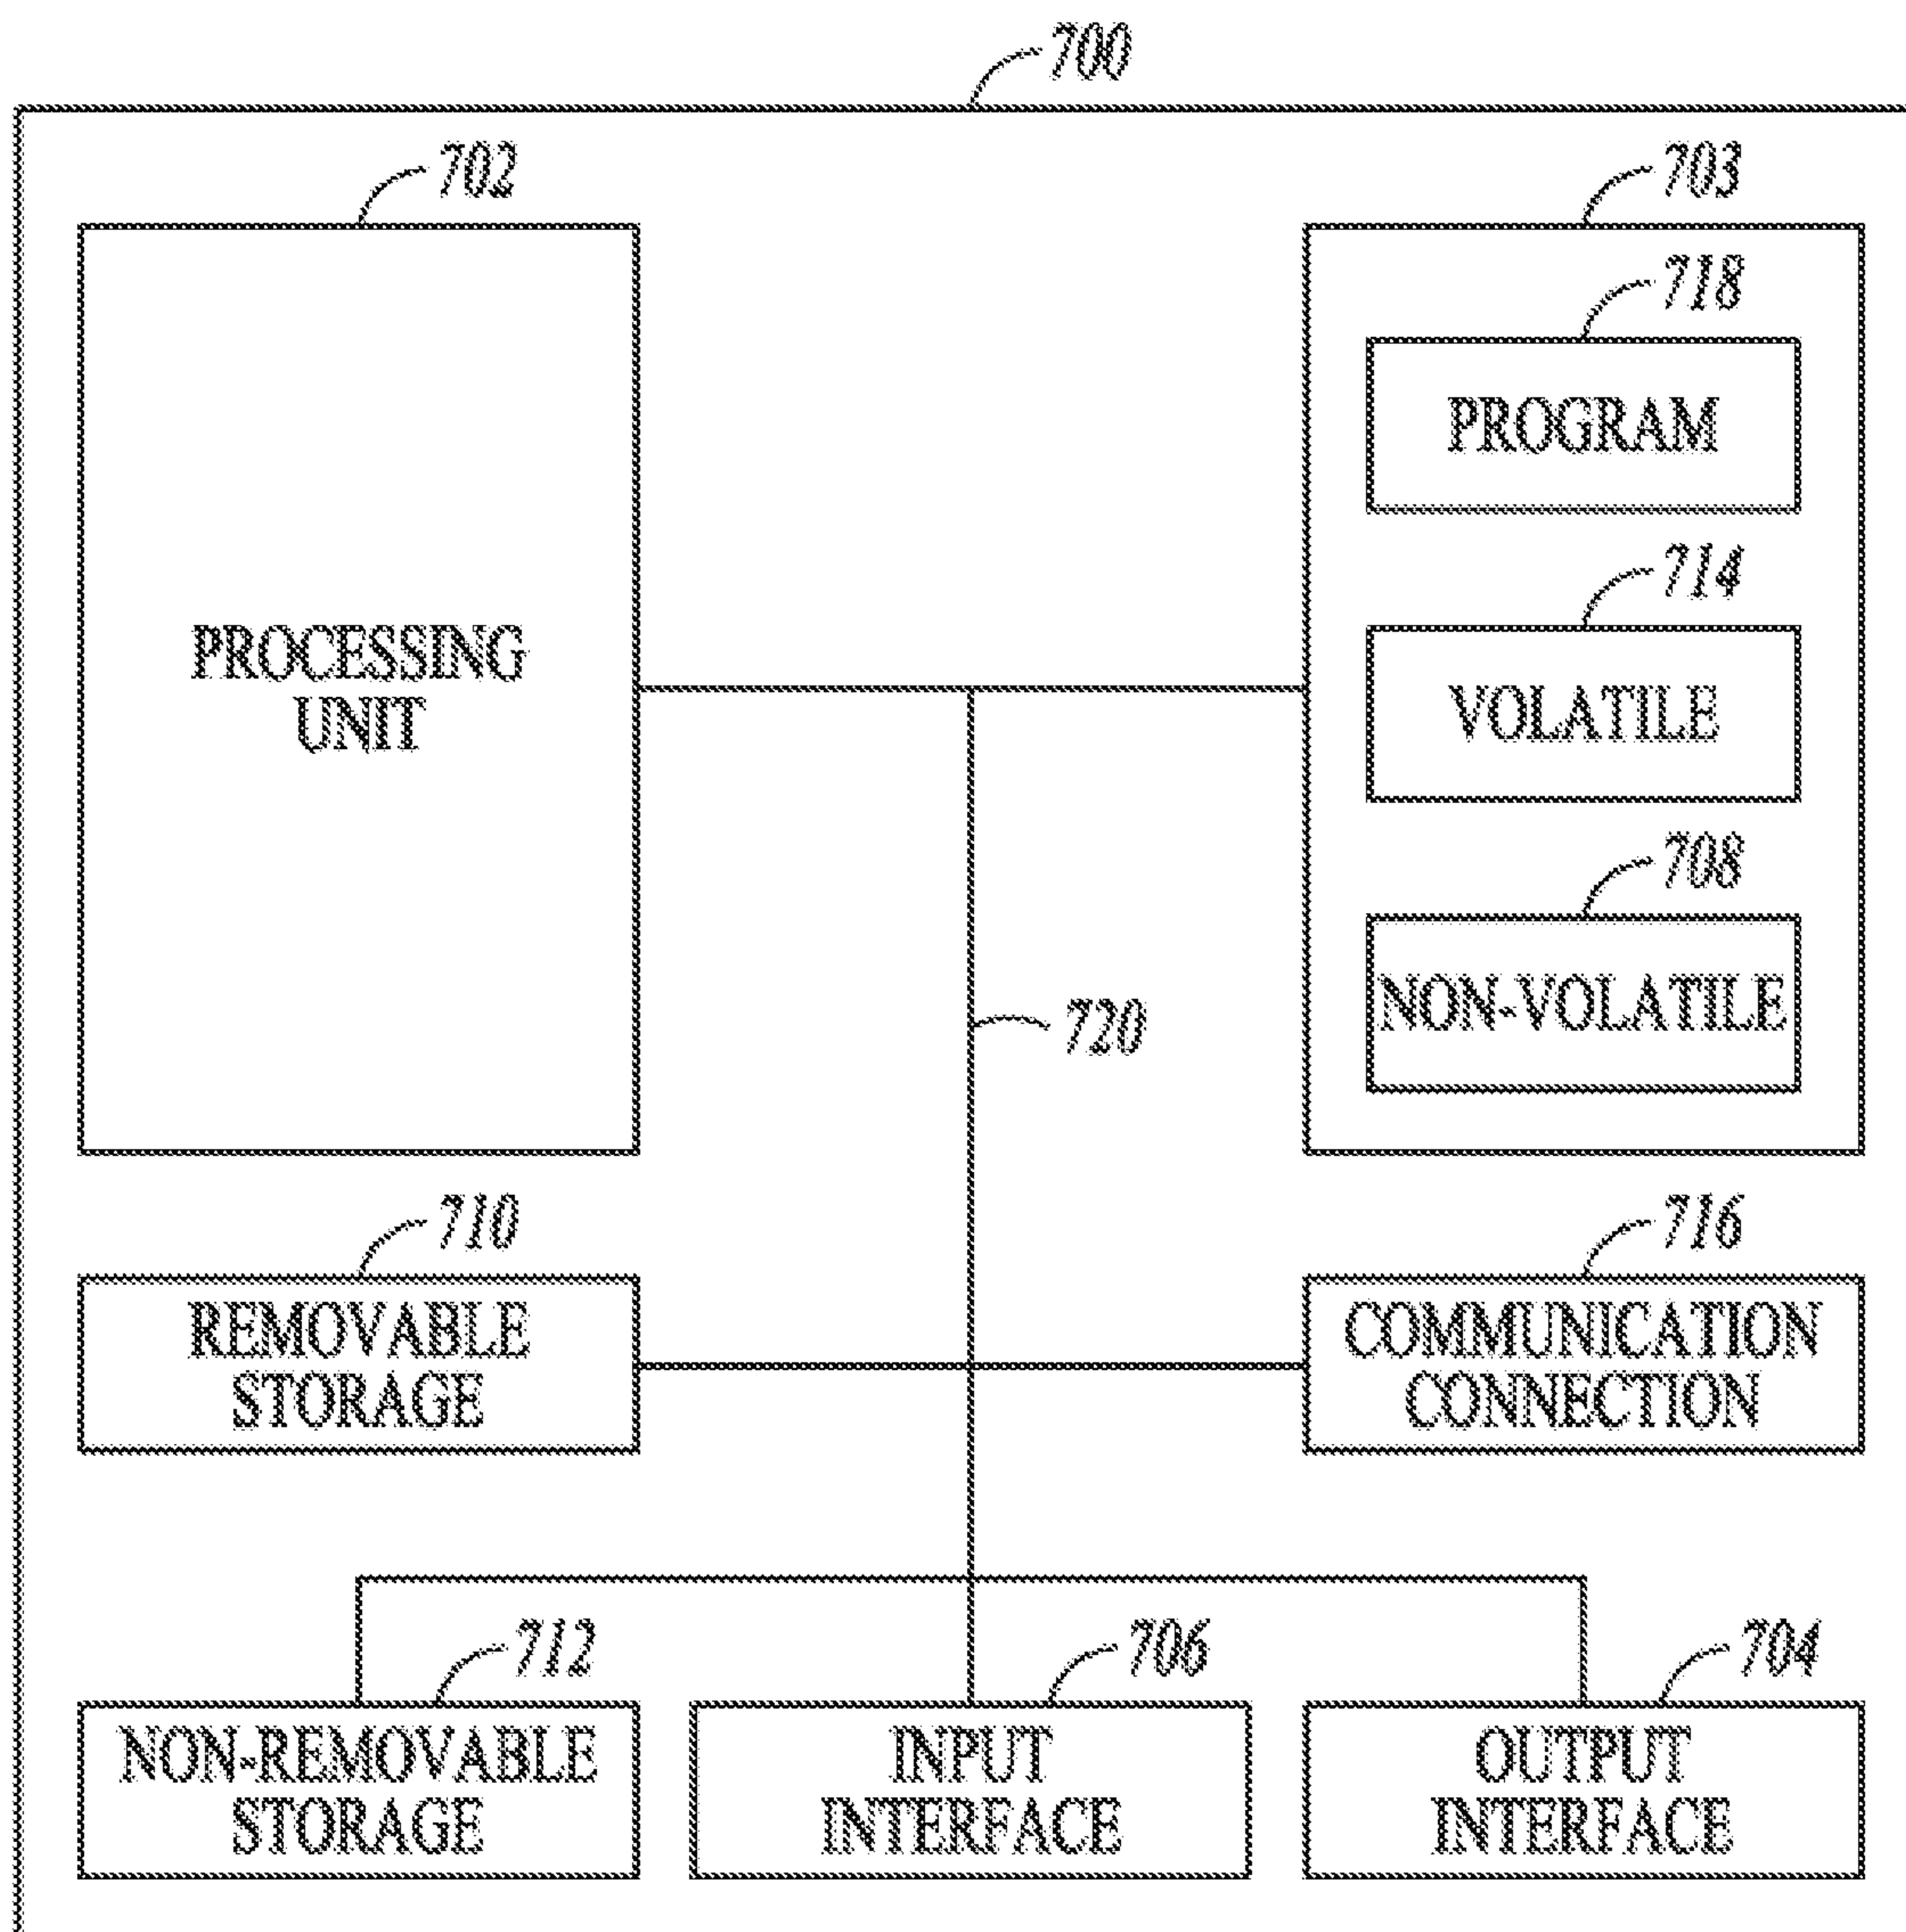 700
702
703
718
PROGRAM
714
PROCESSING
UNIT
VOLATILE
708
NON-VOLATILE
720
710
716
REMOVABLE
STORAGE
COMMUNICATION
CONNECTION
712
706
704
NON-REMOVABLE
STORAGE
INPUT
INTERFACE
OUTPUT
INTERFACE